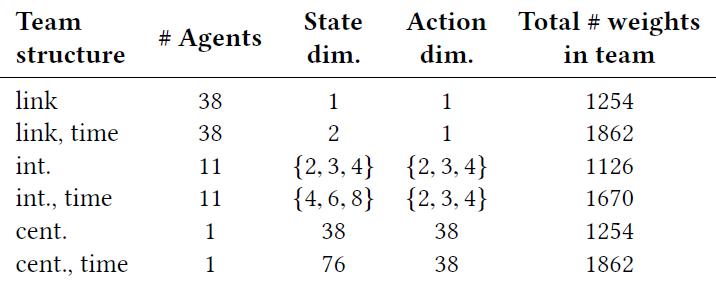 Team structure # Agents State dim. Action dim. Total # weights in team
link 38 1 1 1254
link, time 38 2 1 1862
int. 11 {2, 3, 4} {2, 3, 4} 1126
int., time 11 {4, 6, 8} {2, 3, 4} 1670
cent. 1 38 38 1254
cent., time 1 76 38 1862